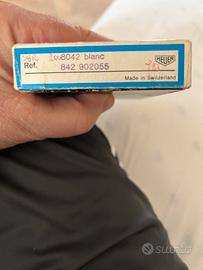 8042 blanc
HEUER
Ref. 842 902055
Made in Switzerland
subito